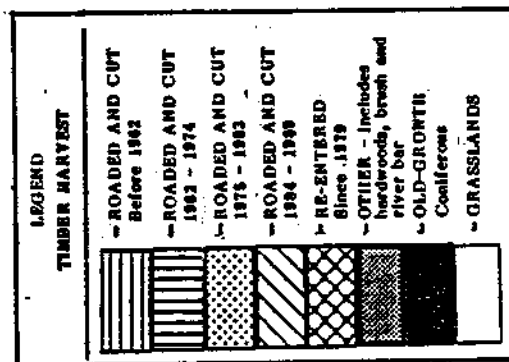 LEGEND
TIMBER HARVEST
ROADED AND CUT
Before 1962
ROADED AND CUT
1962 - 1974
ROADED AND CUT
1975 - 1983
ROADED AND CUT
1984 - 1989
RE-ENTERED
Since 1979
OTHER - Includes
hardwoods, brush and
river bar
OLD-GROWTH
Coniferous
GRASSLANDS